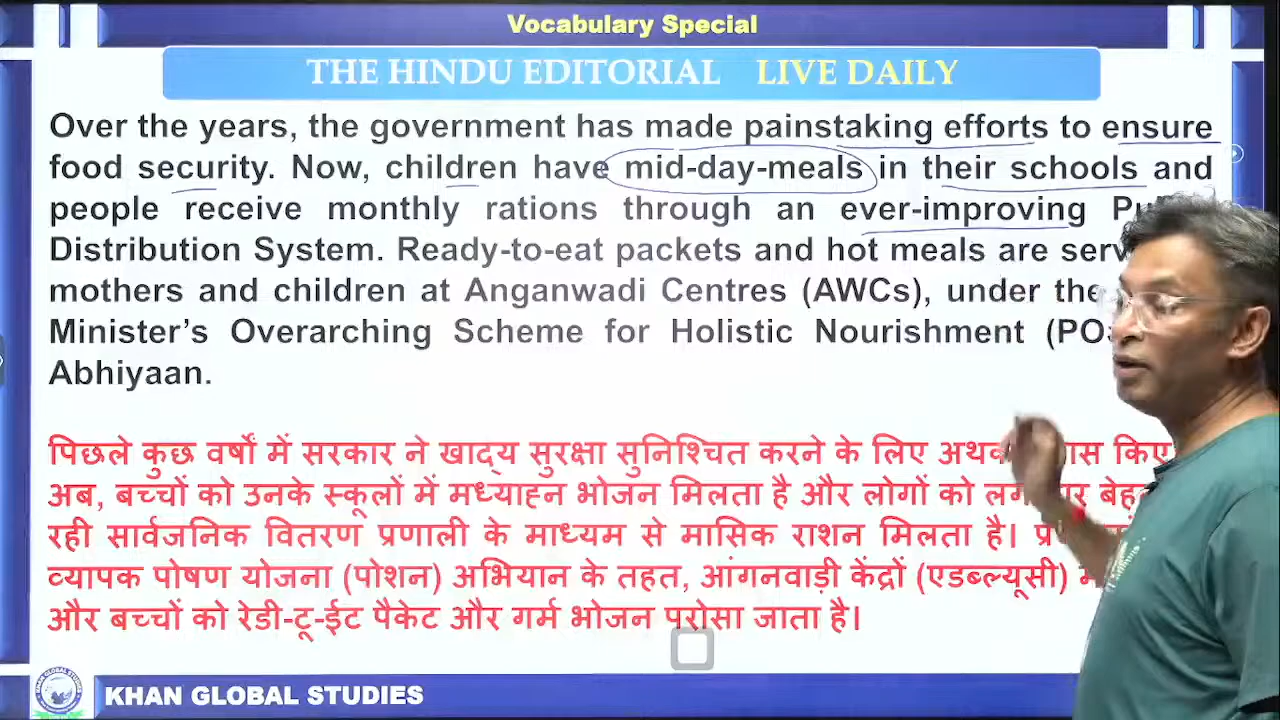 Vocabulary Special
THE HINDU EDITORIAL LIVE DAILY
Over the years, the government has made painstaking efforts to ensure
food security. Now, children have mid-day-meals in their schools and
people receive monthly rations through an ever-improving
Distribution System. Ready-to-eat packets and hot meals are
mothers and children at Anganwadi Centres (AWCs), under the
Minister’s Overarching Scheme for Holistic Nourishment
Abhiyaan.
पिछले कुछ वर्षों में सरकार ने खाद्य सुरक्षा सुनिश्चित करने के लिए किए
अब, बच्चों को उनके स्कूलों में मध्याह्न भोजन मिलता है और लोगों को
रही सार्वजनिक वितरण प्रणाली के माध्यम से मासिक राशन मिलता है।
व्यापक पोषण योजना (पोशन) अभियान के तहत, आंगनवाड़ी केंद्रों (एडब्ल्यूसी)
और बच्चों को रेडी-टू-ईट पैकेट और गर्म भोजन परोसा जाता है।
KHAN GLOBAL STUDIES